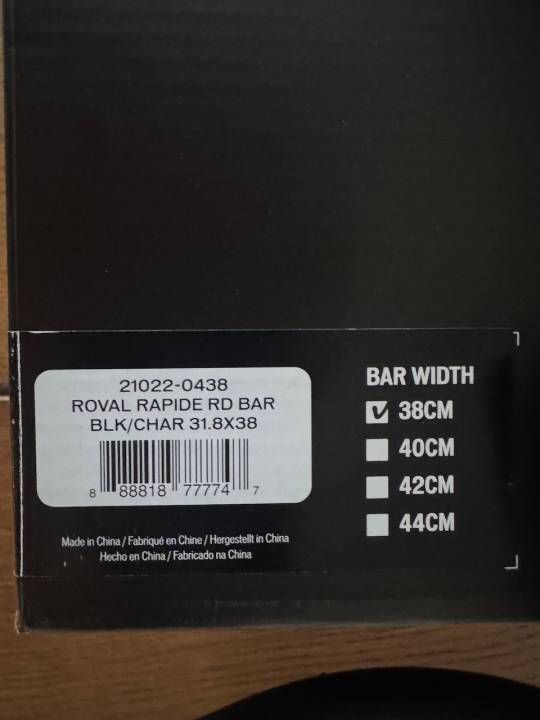 21022-0438
ROVAL RAPIDE RD BAR
BLK/CHAR 31.8X38
8 88818 77774 7
Made in China / Fabriqué en Chine / Hergestellt in China
Hecho en China / Fabricado na China
BAR WIDTH
38CM
40CM
42CM
44CM